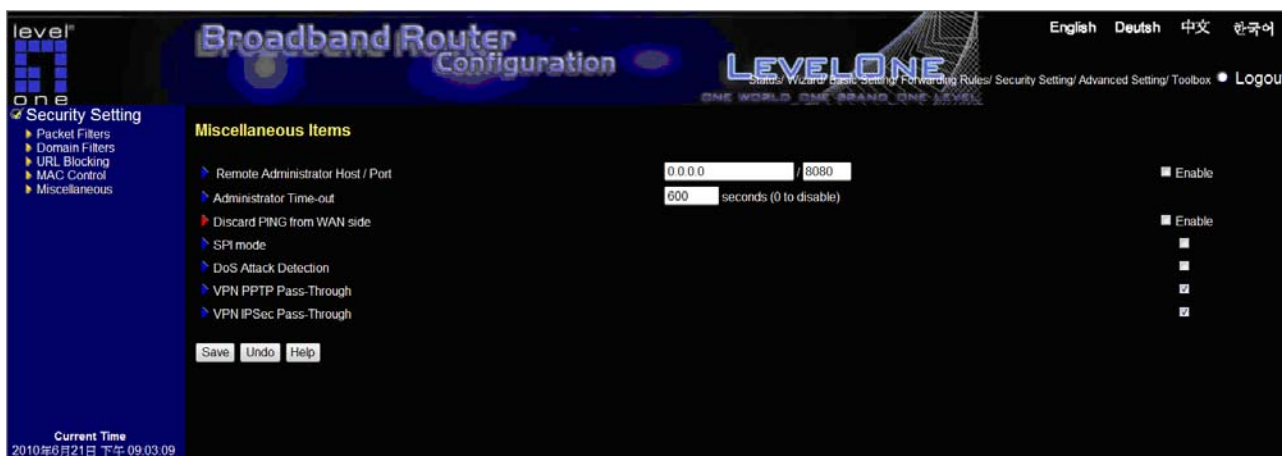 level one
Broadband Router
Configuration
LEVELONE
ONE WORLD_ONE BRAND_ONE LEVEL
English Deutsh 中文 한국어
Status/ Wizard/ Basic Setting/ Forwarding Rules/ Security Setting/ Advanced Setting/ Toolbox Logou
Security Setting
Packet Filters
Domain Filters
URL Blocking
MAC Control
Miscellaneous
Miscellaneous Items
Remote Administrator Host / Port 0.0.0.0 / 8080 Enable
Administrator Time-out 600 seconds (0 to disable)
Discard PING from WAN side Enable
SPI mode
DoS Attack Detection
VPN PPTP Pass-Through
VPN IPSec Pass-Through
Save Undo Help
Current Time
2010年6月21日 下午 09:03:09